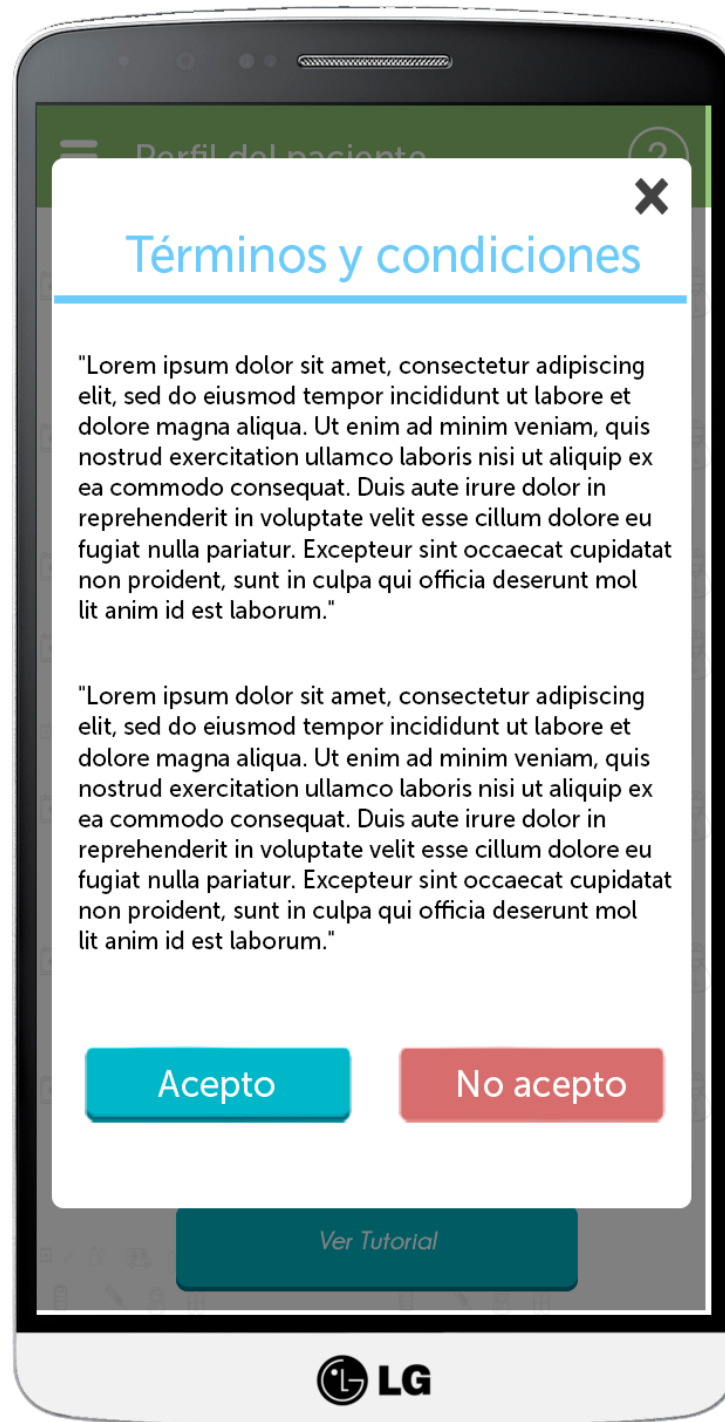 Perfil del paciente
?
Términos y condiciones
"Lorem ipsum dolor sit amet, consectetur adipiscing
elit, sed do eiusmod tempor incididunt ut labore et
dolore magna aliqua. Ut enim ad minim veniam, quis
nostrud exercitation ullamco laboris nisi ut aliquip ex
ea commodo consequat. Duis aute irure dolor in
reprehenderit in voluptate velit esse cillum dolore eu
fugiat nulla pariatur. Excepteur sint occaecat cupidatat
non proident, sunt in culpa qui officia deserunt mol
lit anim id est laborum."
"Lorem ipsum dolor sit amet, consectetur adipiscing
elit, sed do eiusmod tempor incididunt ut labore et
dolore magna aliqua. Ut enim ad minim veniam, quis
nostrud exercitation ullamco laboris nisi ut aliquip ex
ea commodo consequat. Duis aute irure dolor in
reprehenderit in voluptate velit esse cillum dolore eu
fugiat nulla pariatur. Excepteur sint occaecat cupidatat
non proident, sunt in culpa qui officia deserunt mol
lit anim id est laborum."
Acepto No acepto
Ver Tutorial
LG